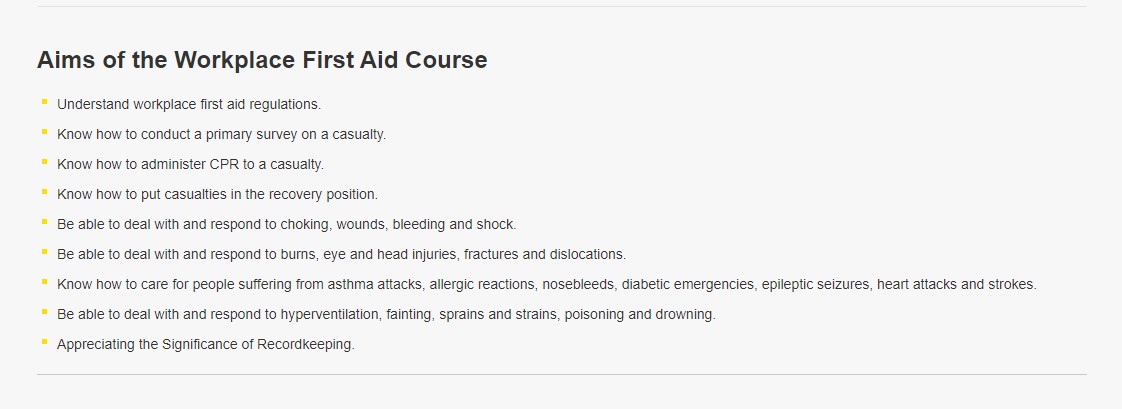 Aims of the Workplace First Aid Course
Understand workplace first aid regulations.
Know how to conduct a primary survey on a casualty.
Know how to administer CPR to a casualty.
Know how to put casualties in the recovery position.
Be able to deal with and respond to choking, wounds, bleeding and shock.
Be able to deal with and respond to burns, eye and head injuries, fractures and dislocations.
Know how to care for people suffering from asthma attacks, allergic reactions, nosebleeds, diabetic emergencies, epileptic seizures, heart attacks and strokes.
Be able to deal with and respond to hyperventilation, fainting, sprains and strains, poisoning and drowning.
Appreciating the Significance of Recordkeeping.